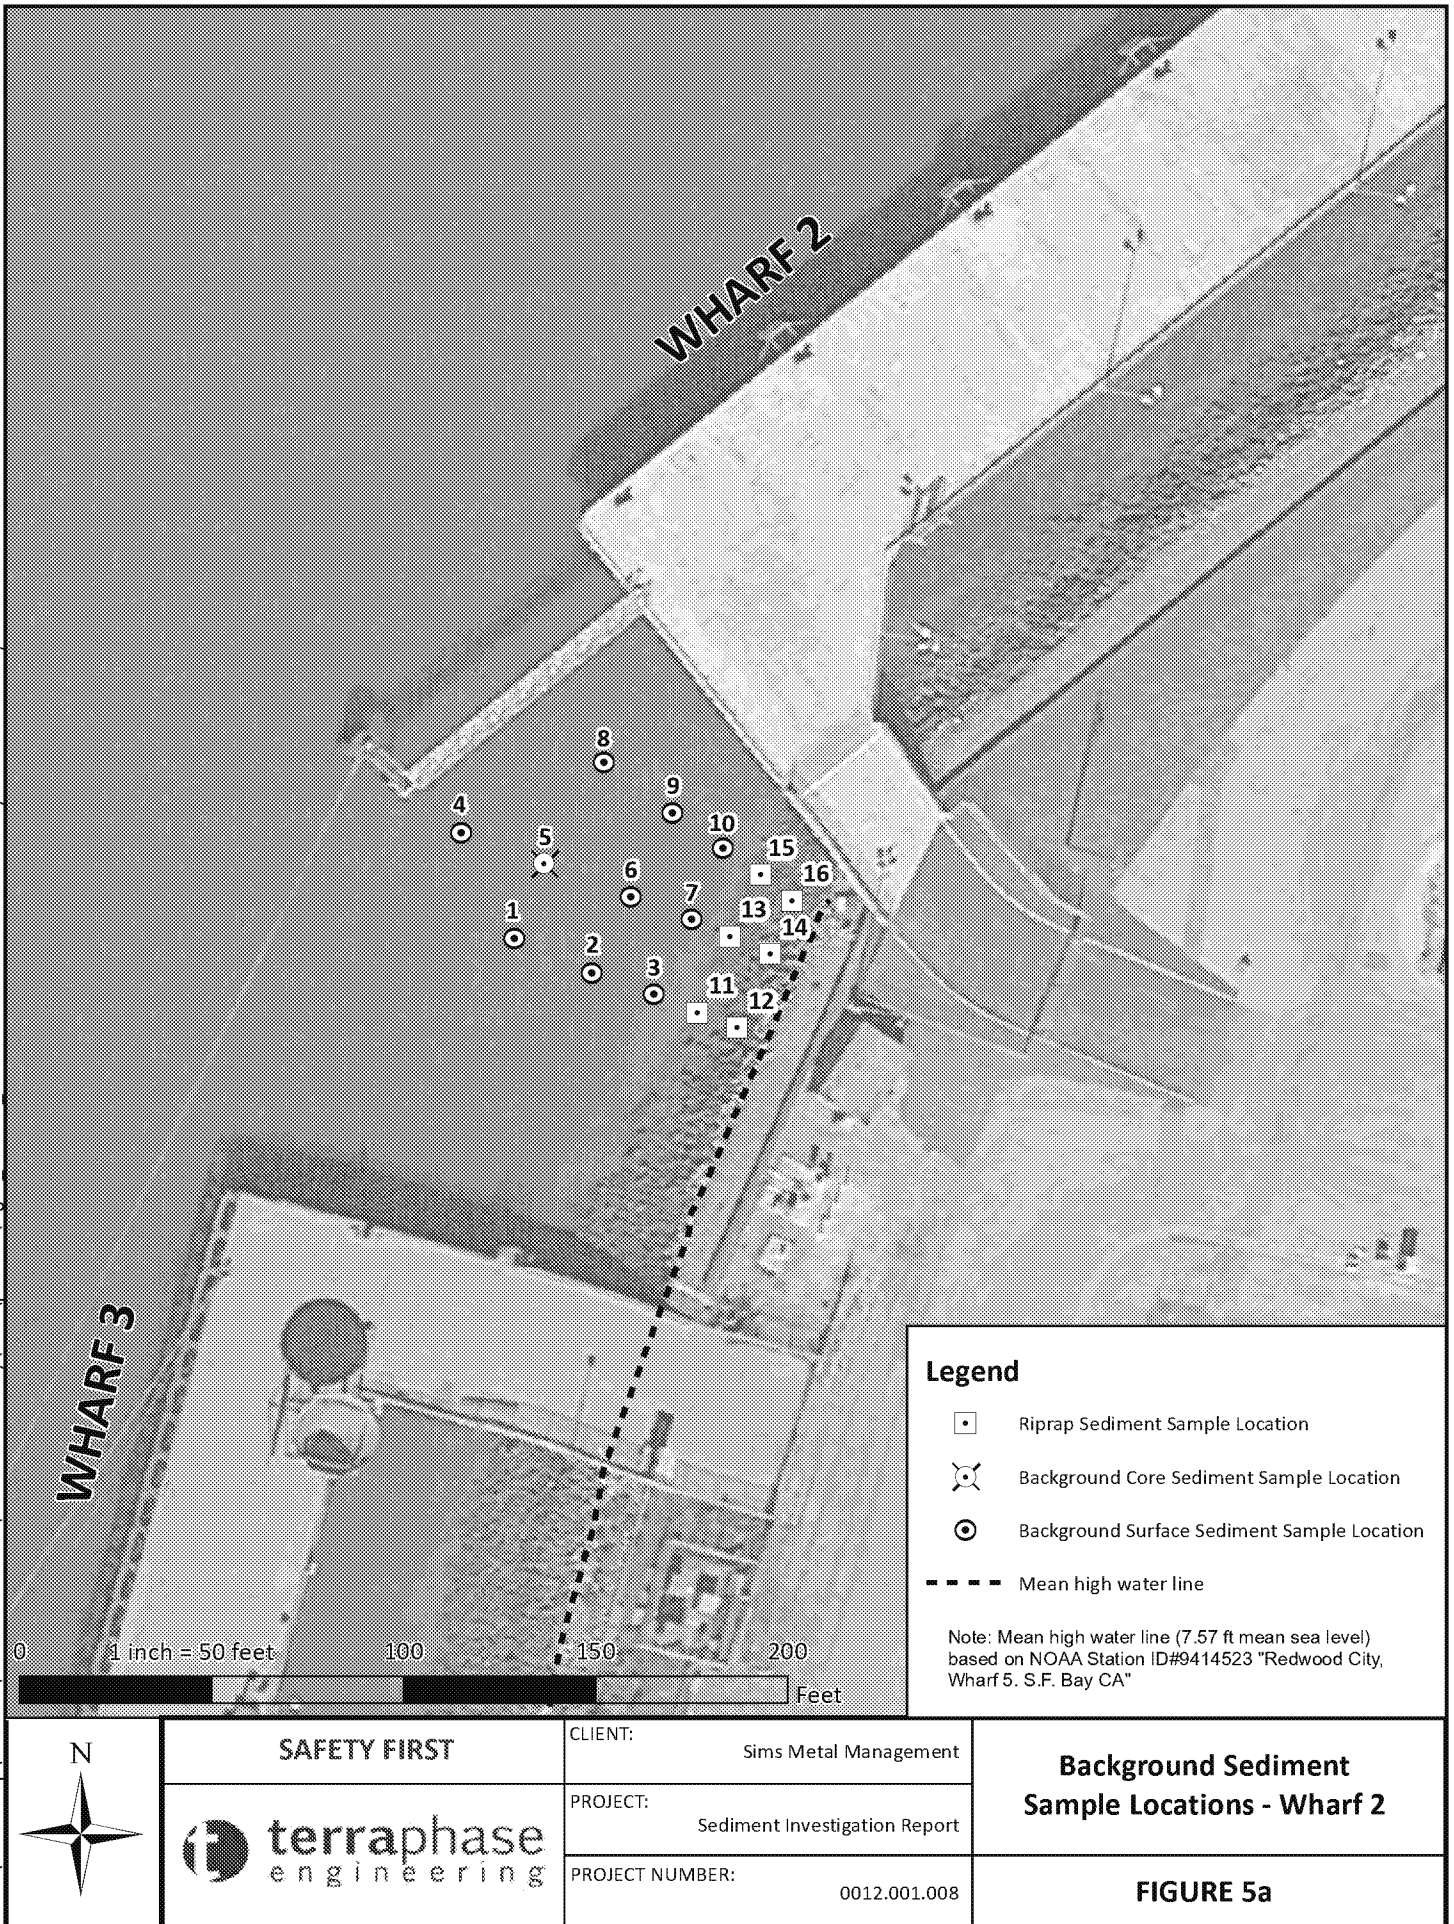 WHARF 2
8
9
4
10
5
15
6
16
7
13
1
14
2
3
11
12
WHARF 3
Legend
Riprap Sediment Sample Location
Background Core Sediment Sample Location
Background Surface Sediment Sample Location
Mean high water line
Note: Mean high water line (7.57 ft mean sea level)
based on NOAA Station ID#9414523 "Redwood City,
Wharf 5. S.F. Bay CA"
0 1 inch = 50 feet 100 150 200
Feet
N
SAFETY FIRST
terraphase
engineering
CLIENT:
Sims Metal Management
PROJECT:
Sediment Investigation Report
PROJECT NUMBER:
0012.001.008
Background Sediment
Sample Locations - Wharf 2
FIGURE 5a